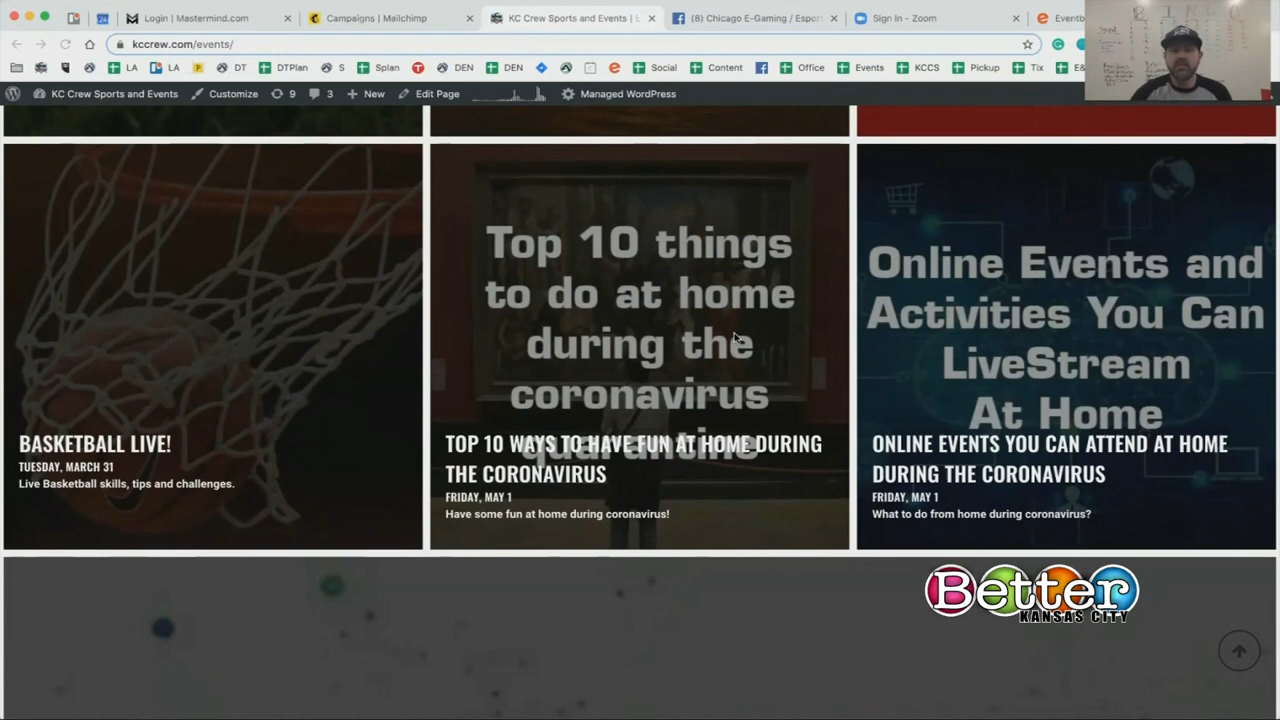 Login | Mastermind.com
Campaigns | Mailchimp
KC Crew Sports and Events | E
(8) Chicago E-Gaming / Espor
Sign In - Zoom
Eventb
kccrew.com/events/
LA LA DT DTPlan S Splan DEN DEN Social Content Office Events KCCS Pickup Tix E&
KC Crew Sports and Events Customize 9 3 New Edit Page Managed WordPress
BINGO
Top 10 things
to do at home
during the
coronavirus
quarantine
Online Events and
Activities You Can
LiveStream
At Home
BASKETBALL LIVE!
TUESDAY, MARCH 31
Live Basketball skills, tips and challenges.
TOP 10 WAYS TO HAVE FUN AT HOME DURING
THE CORONAVIRUS
FRIDAY, MAY 1
Have some fun at home during coronavirus!
ONLINE EVENTS YOU CAN ATTEND AT HOME
DURING THE CORONAVIRUS
FRIDAY, MAY 1
What to do from home during coronavirus?
Better
KANSAS CITY